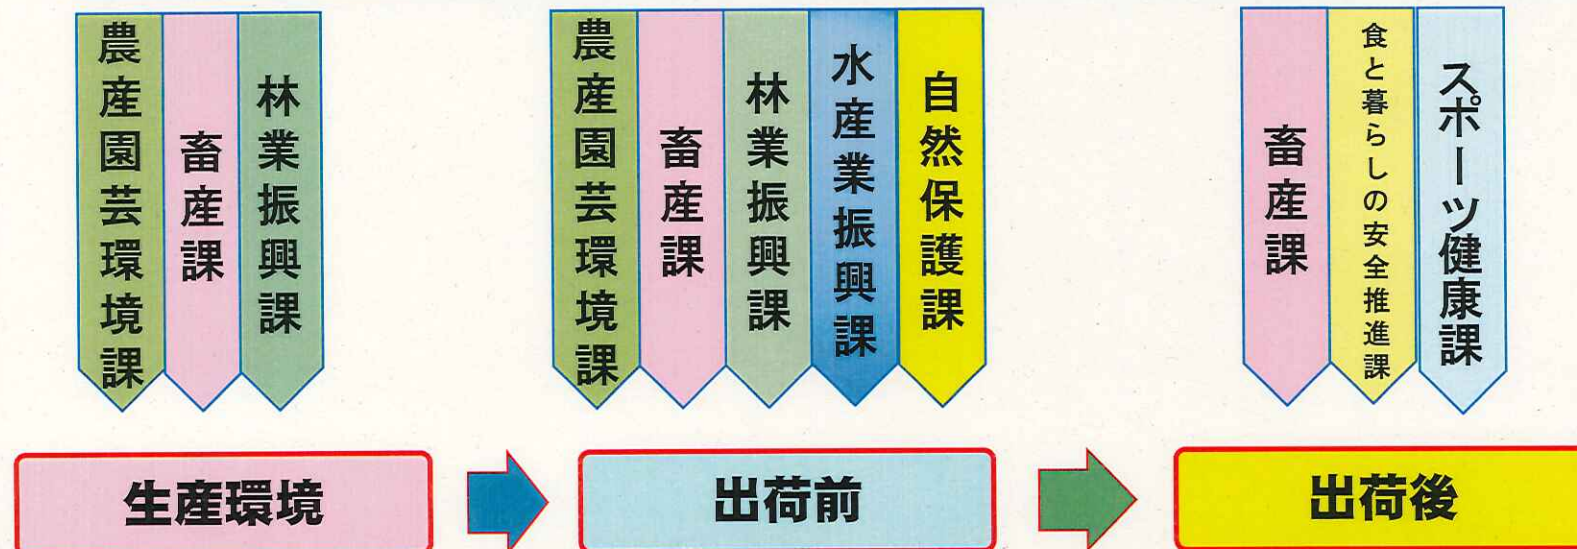 農産園芸環境課
畜産課
林業振興課
農産園芸環境課
畜産課
林業振興課
水産業振興課
自然保護課
畜産課
食と暮らしの安全推進課
スポーツ健康課
生産環境
出荷前
出荷後